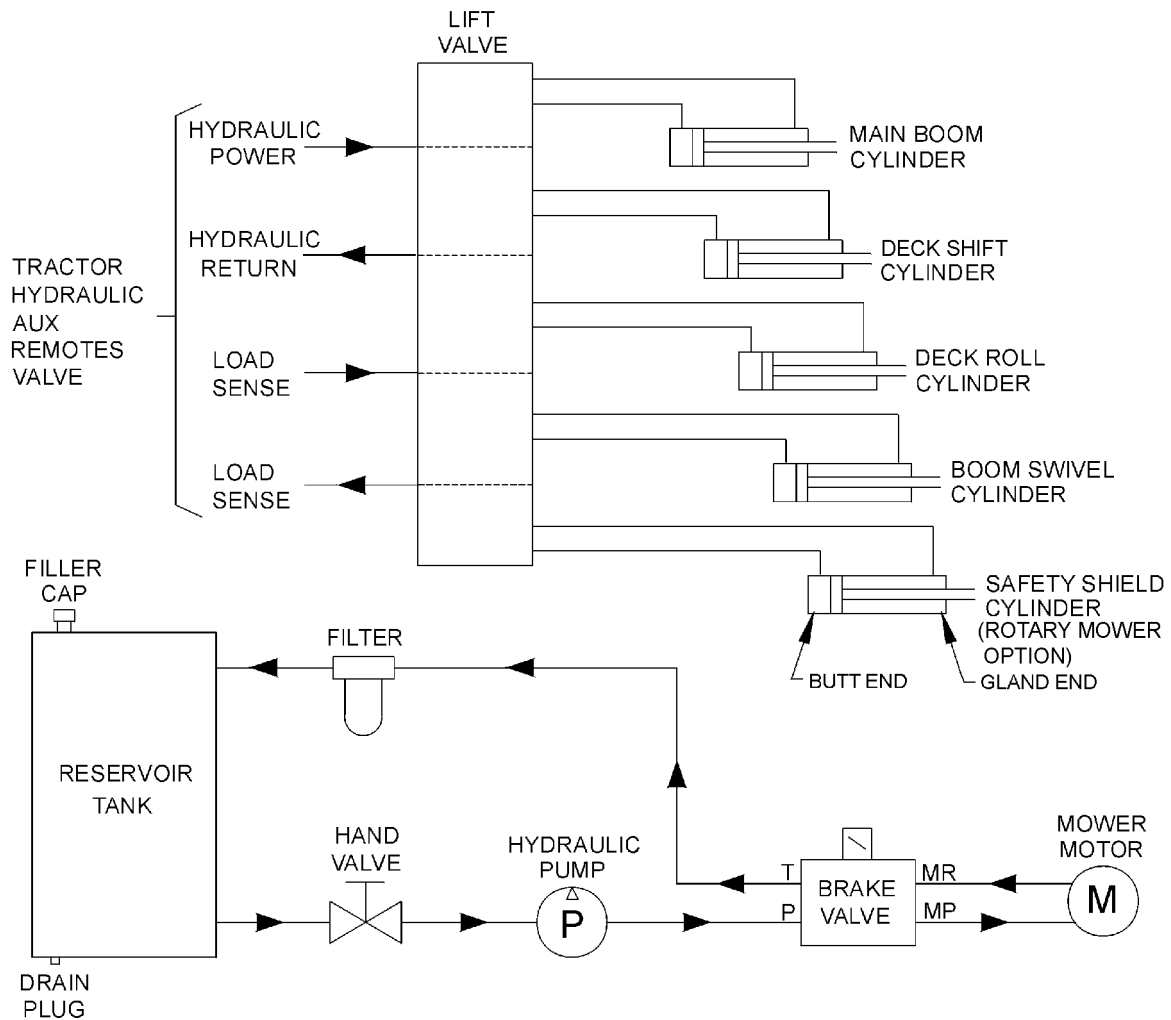 LIFT
VALVE
HYDRAULIC
POWER
HYDRAULIC
RETURN
TRACTOR
HYDRAULIC
AUX
REMOTES
VALVE
LOAD
SENSE
LOAD
SENSE
MAIN BOOM
CYLINDER
DECK SHIFT
CYLINDER
DECK ROLL
CYLINDER
BOOM SWIVEL
CYLINDER
SAFETY SHIELD
CYLINDER
(ROTARY MOWER
OPTION)
BUTT END
GLAND END
FILLER
CAP
FILTER
RESERVOIR
TANK
HAND
VALVE
HYDRAULIC
PUMP
P
T
P
BRAKE
VALVE
MR
MP
MOWER
MOTOR
M
DRAIN
PLUG